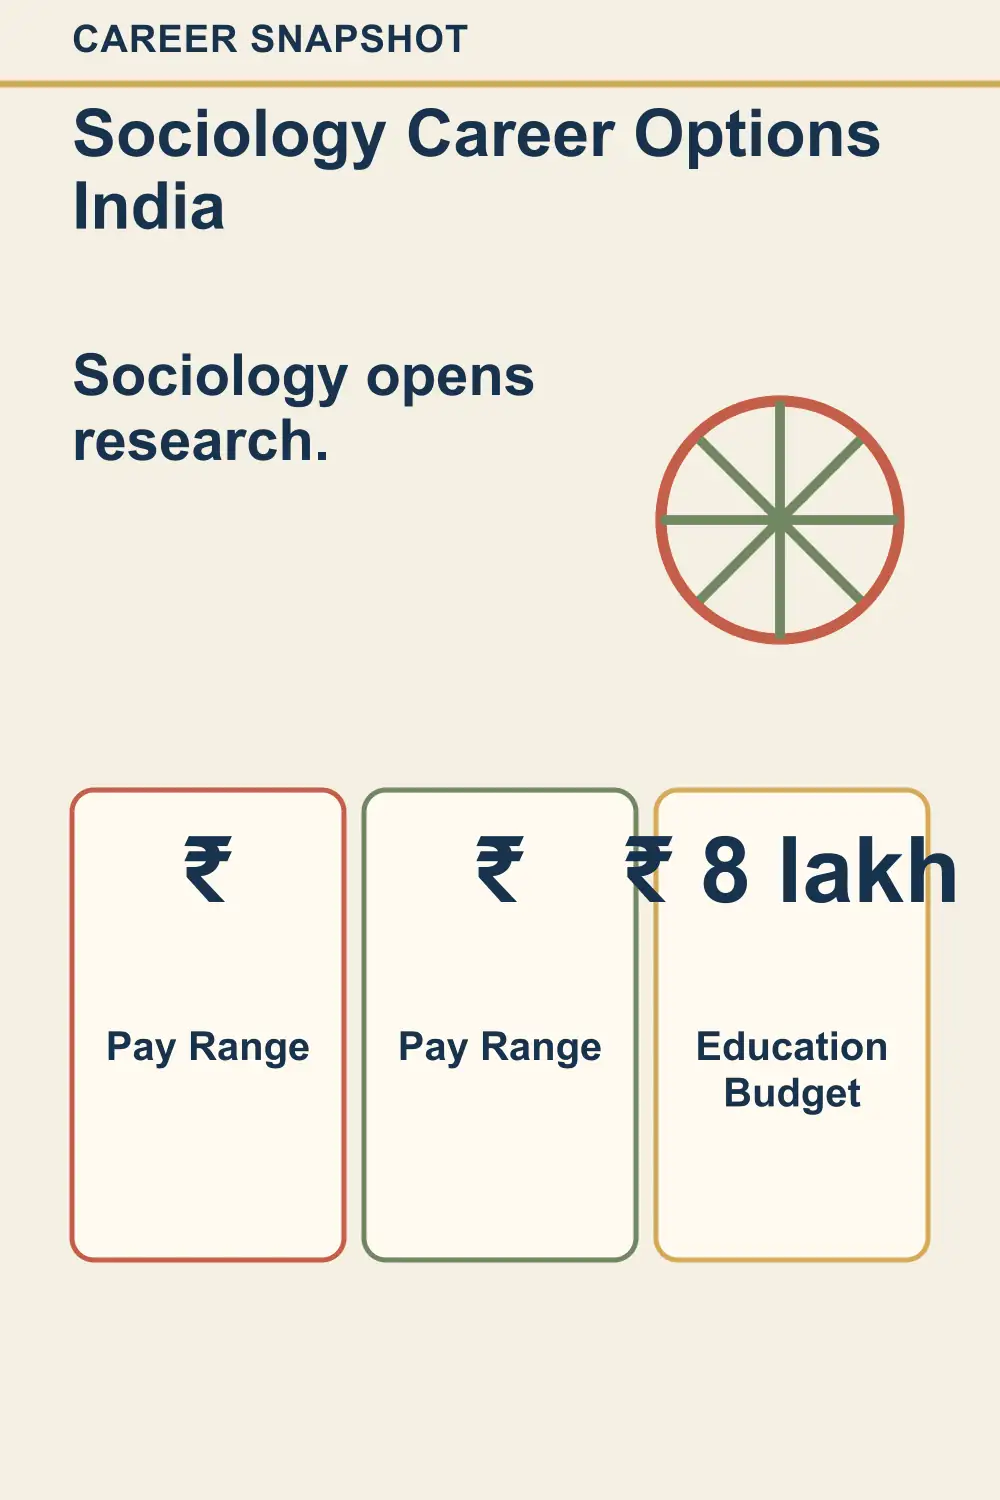 CAREER SNAPSHOT
Sociology Career Options
India
Sociology opens
research.
₹
Pay Range
₹
Pay Range
₹ 8 lakh
Education
Budget